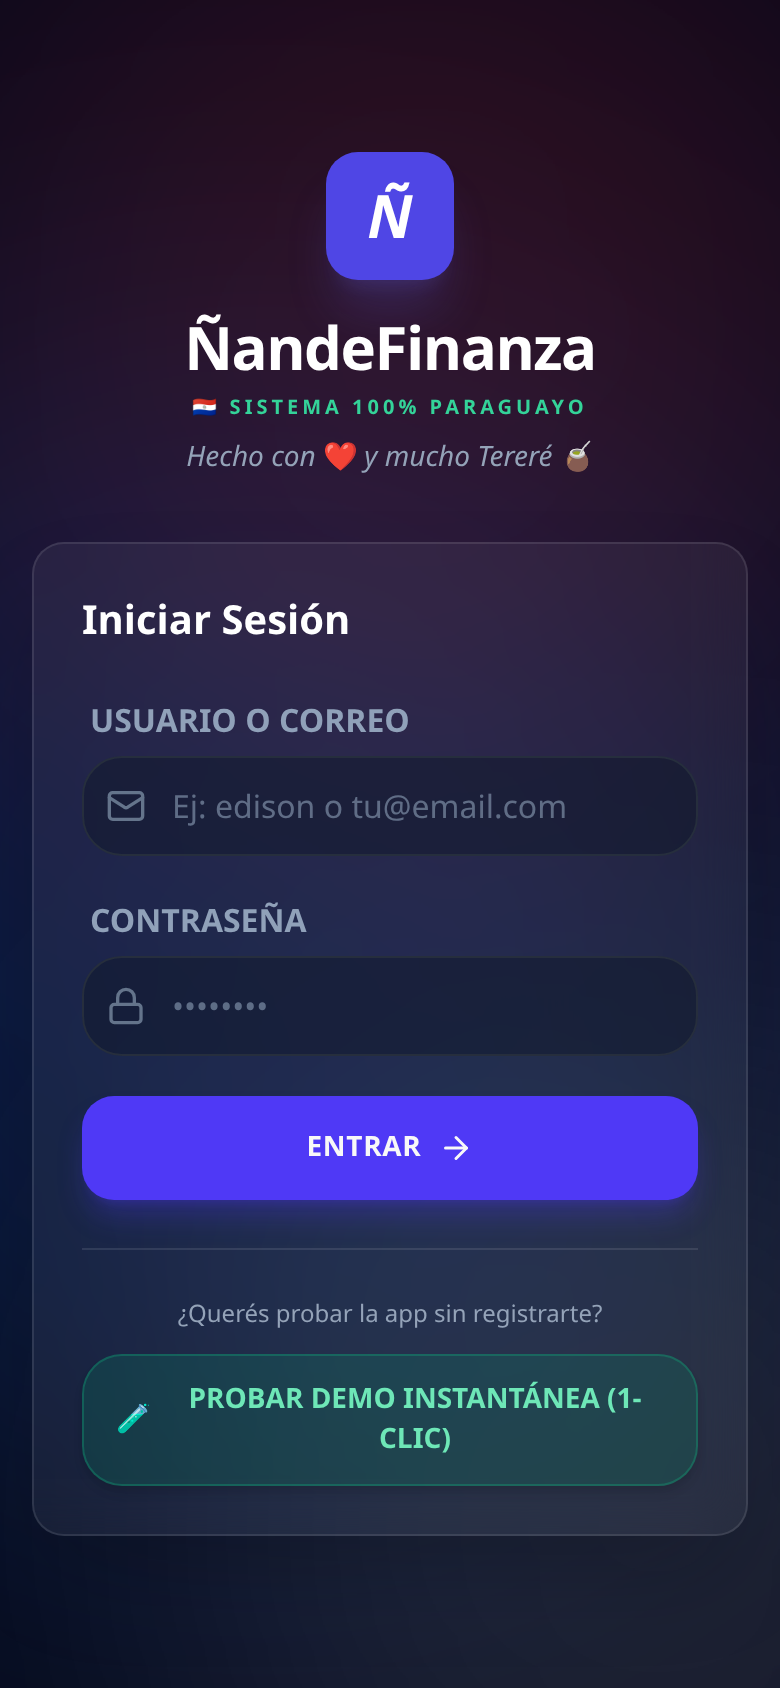 Ñ
ÑandeFinanza
🇵🇾 SISTEMA 100% PARAGUAYO
Hecho con ❤️ y mucho Tereré 🧉
Iniciar Sesión
USUARIO O CORREO
Ej: edison o tu@email.com
CONTRASEÑA
••••••••
ENTRAR →
¿Querés probar la app sin registrarte?
🧪 PROBAR DEMO INSTANTÁNEA (1-
CLIC)